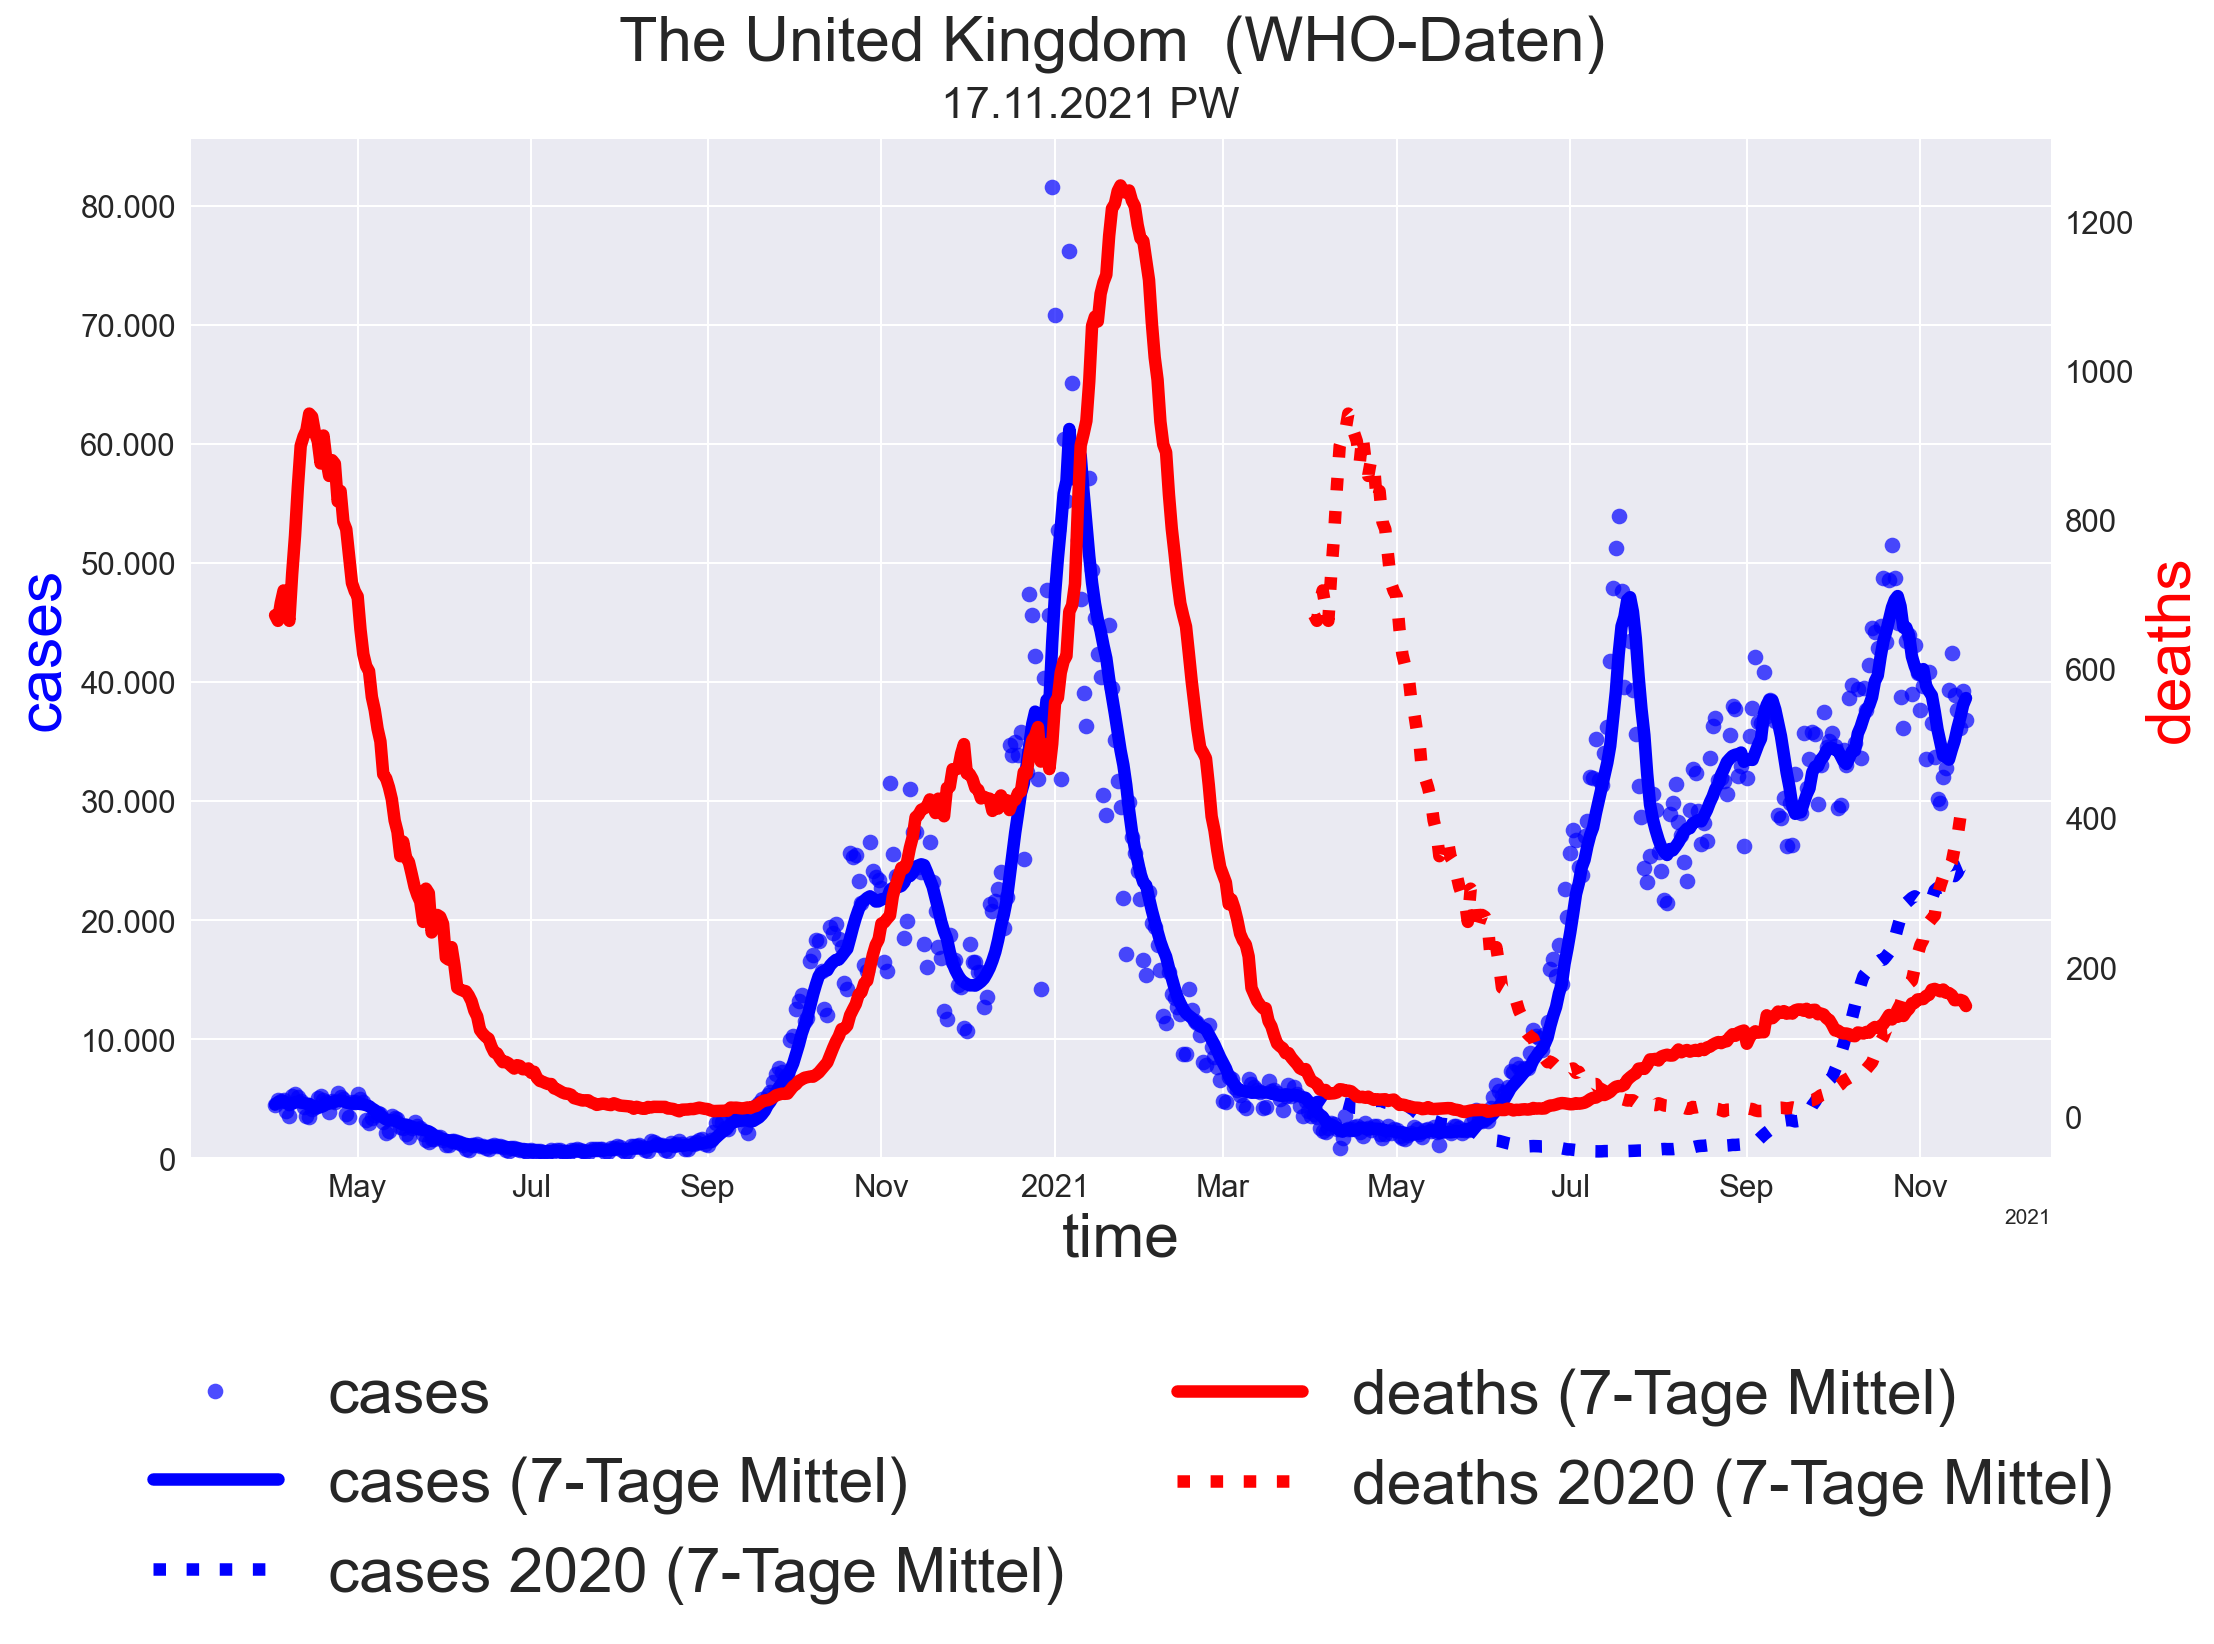 The United Kingdom (WHO-Daten)
17.11.2021 PW
80.000
70.000
60.000
50.000
40.000
30.000
20.000
10.000
0
cases
1200
1000
800
600
400
200
0
deaths
May Jul Sep Nov 2021 Mar May Jul Sep Nov
2021
time
cases
cases (7-Tage Mittel)
cases 2020 (7-Tage Mittel)
deaths (7-Tage Mittel)
deaths 2020 (7-Tage Mittel)